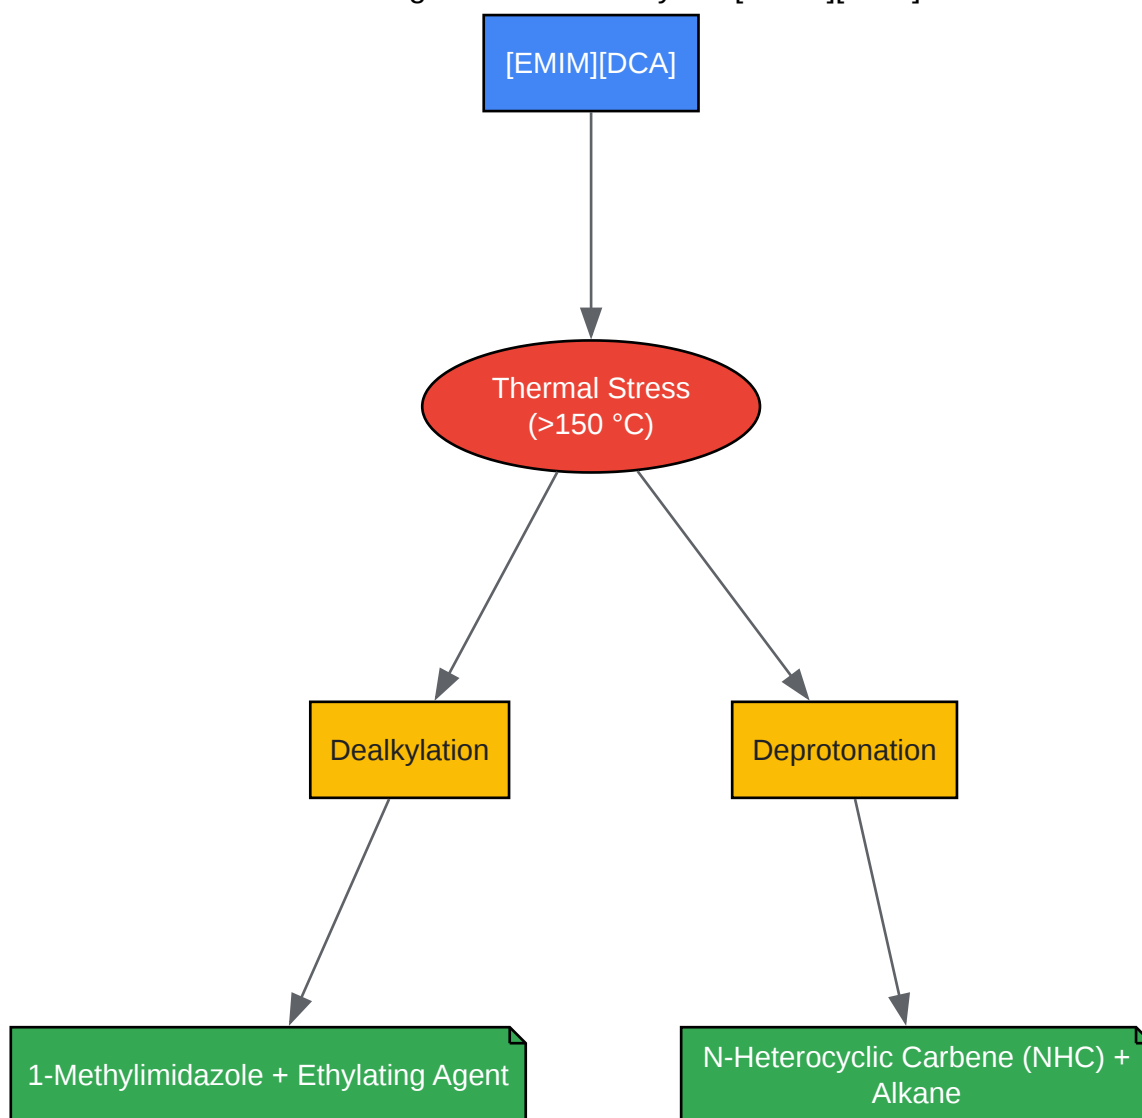 [EMIM][DCA]
Thermal Stress
(>150 °C)
Dealkylation
Deprotonation
1-Methylimidazole + Ethylating Agent
N-Heterocyclic Carbene (NHC) +
Alkane